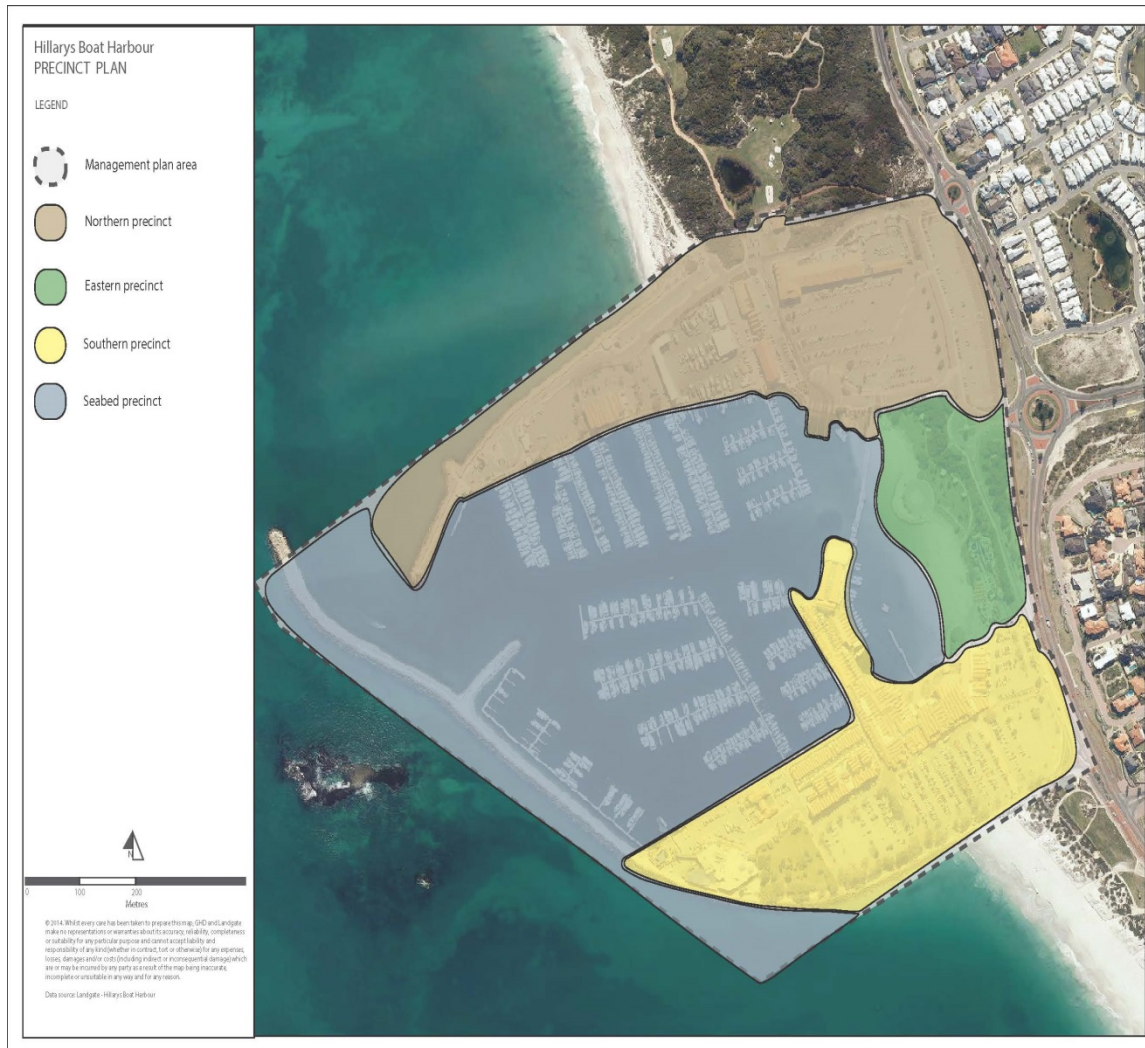 Hillarys Boat Harbour
PRECINCT PLAN
LEGEND
Management plan area
Northern precinct
Eastern precinct
Southern precinct
Seabed precinct
N
0 100 200
Metres
© 2014. Whilst every care has been taken to prepare this map, GHD and Landgate
make no representations or warranties about its accuracy, reliability, completeness
or suitability for any particular purpose and cannot accept liability and
responsibility of any kind (whether in contract, tort or otherwise) for any expenses,
losses, damages and/or costs (including indirect or inconsequential damage) which
are or may be incurred by any party as a result of the map being inaccurate,
incomplete or unsuitable in any way and for any reason.
Data source: Landgate - Hillarys Boat Harbour